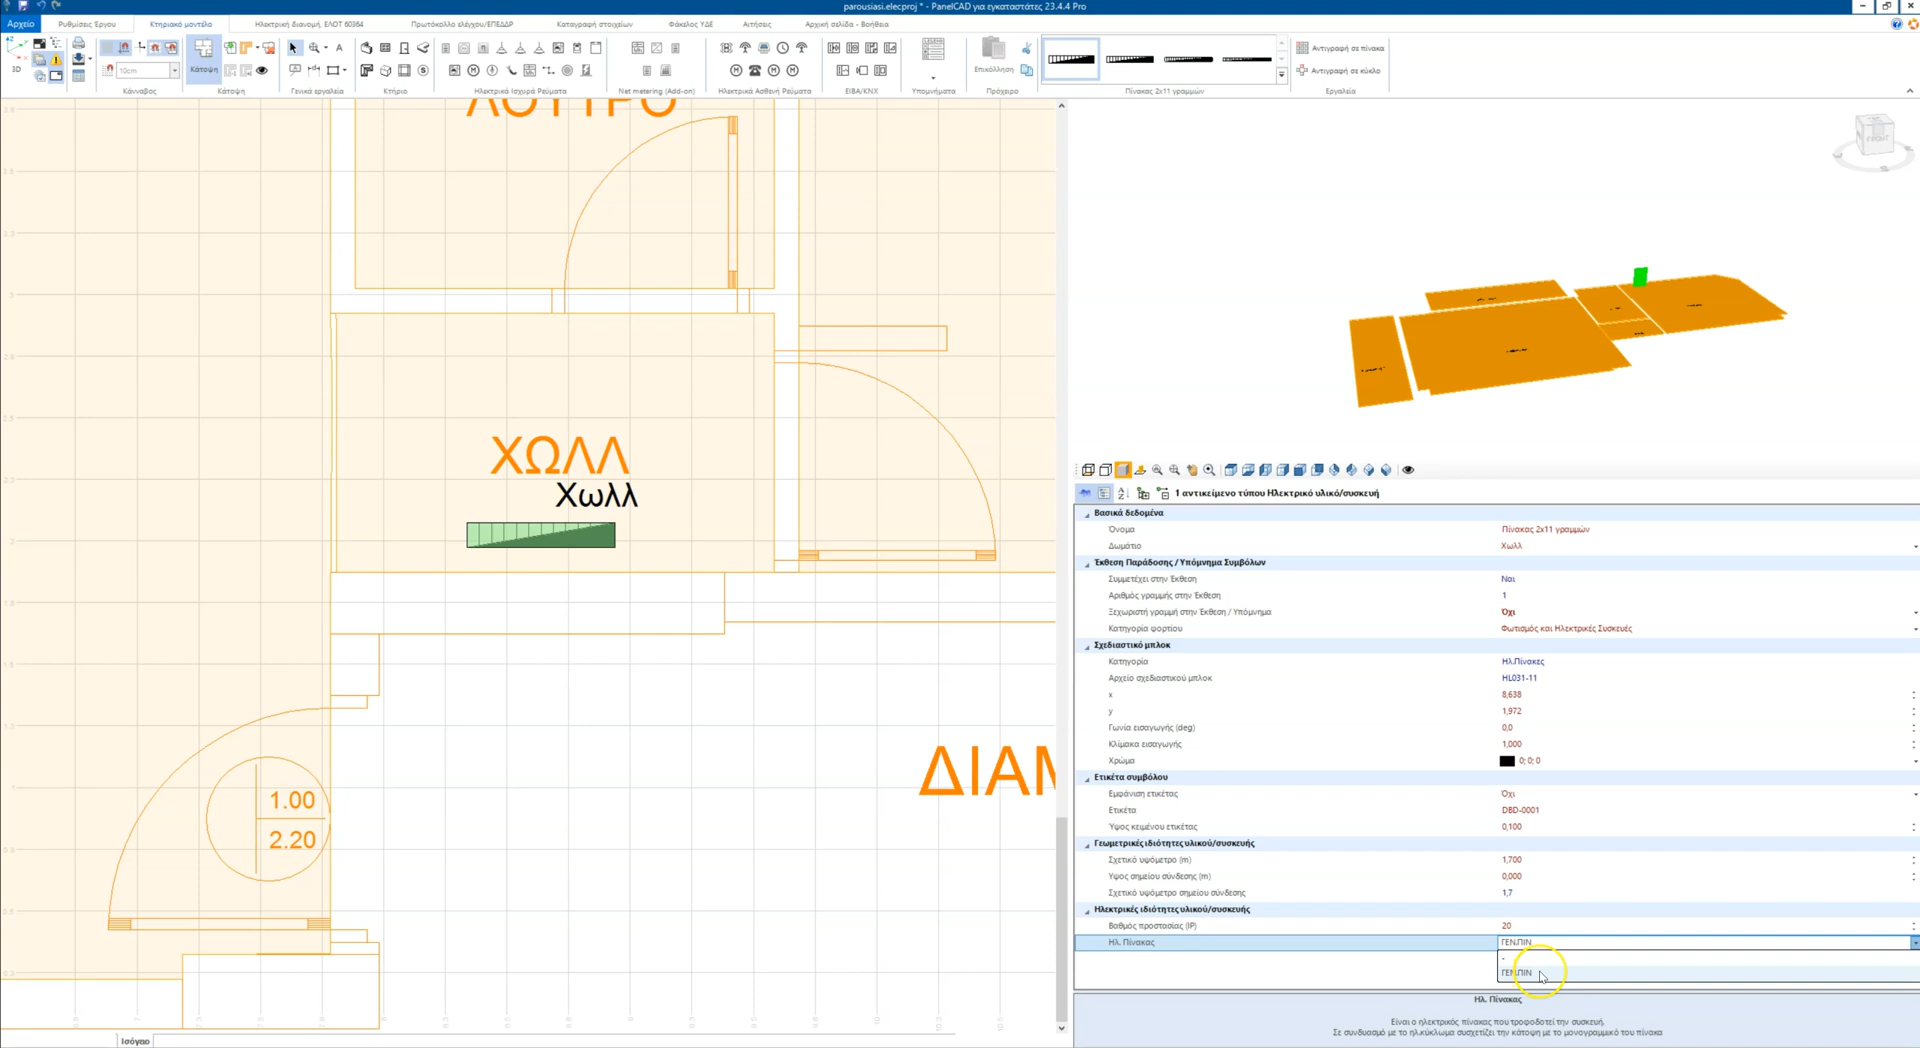 parousiasi.elecproj * - PanelCAD για εγκαταστάτες 23.4.4 Pro
Αρχείο
Ρυθμίσεις Έργου
Κτηριακό μοντέλο
Ηλεκτρική διανομή, ΕΛΟΤ 60364
Πρωτόκολλο ελέγχου/ΕΠΕΔΔΡ
Καταγραφή στοιχείων
Φάκελος ΥΔΕ
Αιτήσεις
Αρχική σελίδα - Βοήθεια
3D
10cm
Κάτοψη
Επικόλληση
Αντιγραφή σε πίνακα
Αντιγραφή σε κύκλο
Κάνναβος
Κάτοψη
Γενικά εργαλεία
Κτήριο
Ηλεκτρικά Ισχυρά Ρεύματα
Net metering (Add-on)
Ηλεκτρικά Ασθενή Ρεύματα
EIBA/KNX
Υπομνήματα
Πρόχειρο
Πίνακας 2x11 γραμμών
Εργαλεία
ΛΟΥΤΡΟ
ΧΩΛΛ
Χωλλ
ΔΙΑΜ
1.00
2.20
Ισόγειο
FRONT
1 αντικείμενο τύπου Ηλεκτρικό υλικό/συσκευή
Βασικά δεδομένα
Όνομα Πίνακας 2x11 γραμμών
Δωμάτιο Χωλλ
Έκθεση Παράδοσης / Υπόμνημα Συμβόλων
Συμμετέχει στην Έκθεση Ναι
Αριθμός γραμμής στην Έκθεση 1
Ξεχωριστή γραμμή στην Έκθεση / Υπόμνημα Όχι
Κατηγορία φορτίου Φωτισμός και Ηλεκτρικές Συσκευές
Σχεδιαστικό μπλοκ
Κατηγορία Ηλ.Πίνακες
Αρχείο σχεδιαστικού μπλοκ HL031-11
x 8,638
y 1,972
Γωνία εισαγωγής (deg) 0,0
Κλίμακα εισαγωγής 1,000
Χρώμα 0; 0; 0
Ετικέτα συμβόλου
Εμφάνιση ετικέτας Όχι
Ετικέτα DBD-0001
Ύψος κειμένου ετικέτας 0,100
Γεωμετρικές ιδιότητες υλικού/συσκευής
Σχετικό υψόμετρο (m) 1,700
Υψος σημείου σύνδεσης (m) 0,000
Σχετικό υψόμετρο σημείου σύνδεσης 1,7
Ηλεκτρικές ιδιότητες υλικού/συσκευής
Βαθμός προστασίας (IP) 20
Ηλ. Πίνακας ΓΕΝ.ΠΙΝ
-
ΓΕΝ.ΠΙΝ
Ηλ. Πίνακας
Είναι ο ηλεκτρικός πίνακας που τροφοδοτεί την συσκευή.
Σε συνδυασμό με το ηλ.κύκλωμα συσχετίζει την κάτοψη με το μονογραμμικό του πίνακα